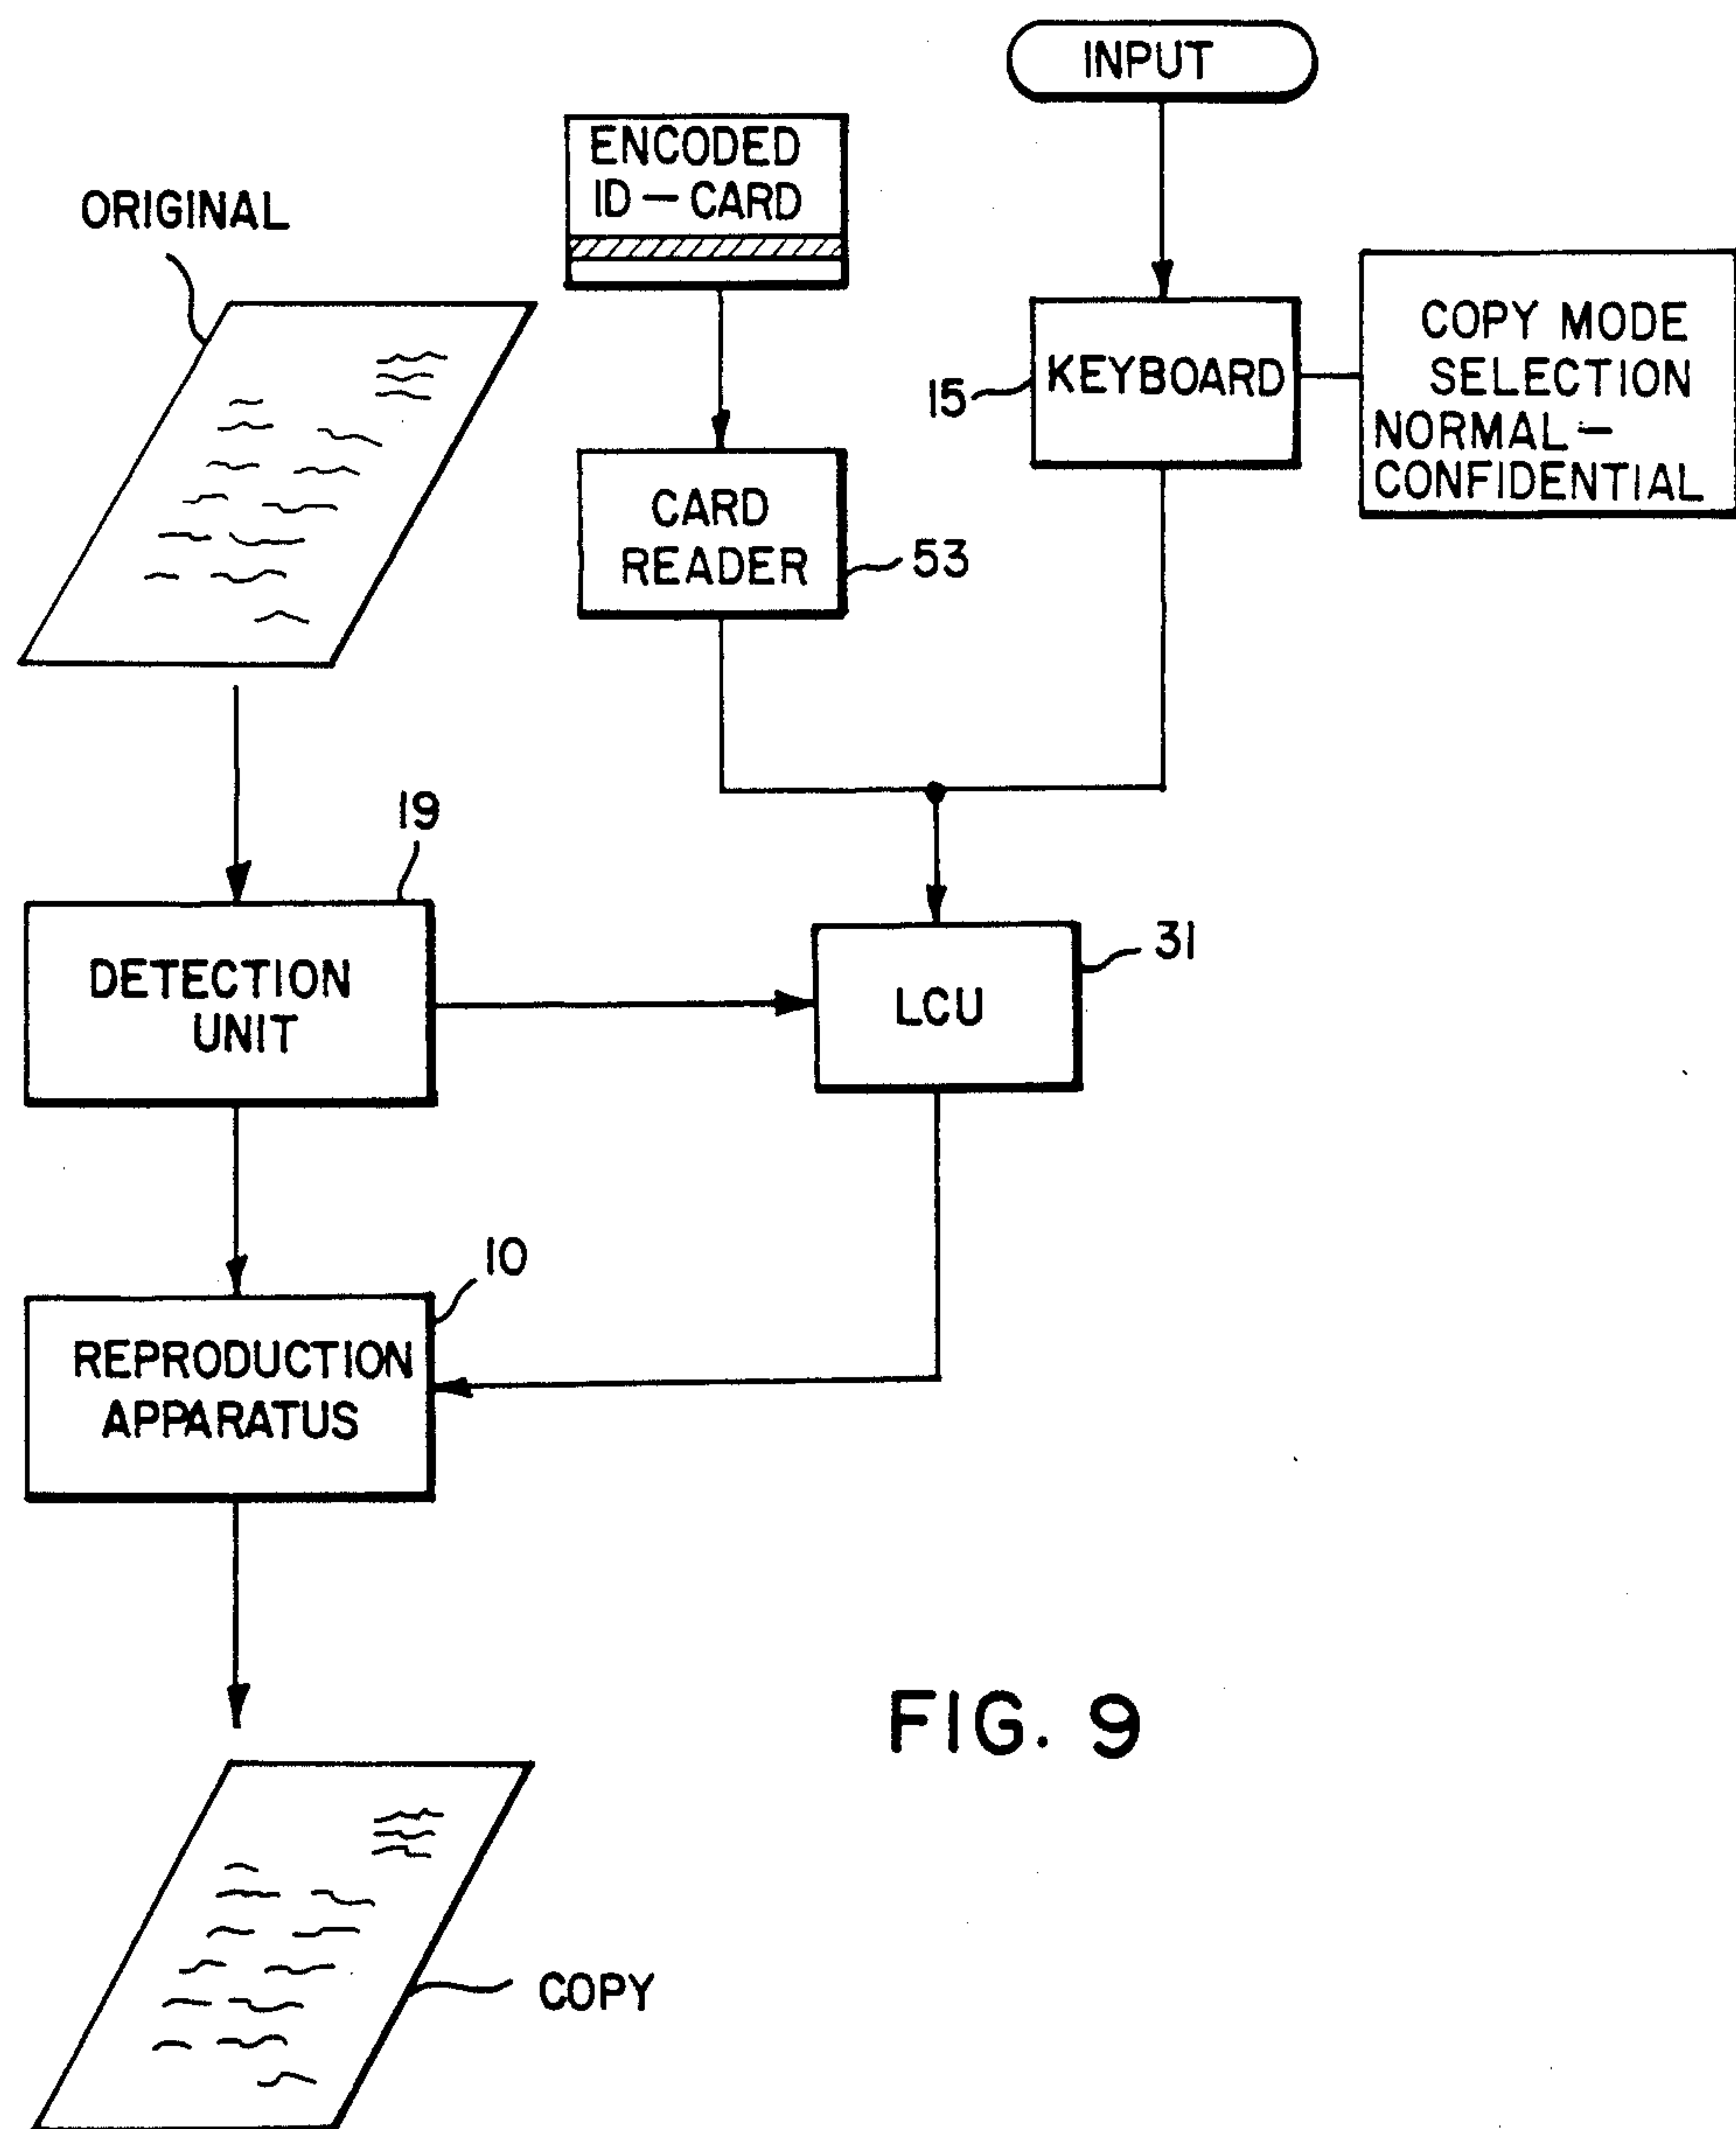 INPUT
ENCODED
ID — CARD
ORIGINAL
COPY MODE
SELECTION
NORMAL —
CONFIDENTIAL
KEYBOARD
15
CARD
READER
53
19
DETECTION
UNIT
31
LCU
10
REPRODUCTION
APPARATUS
FIG. 9
COPY